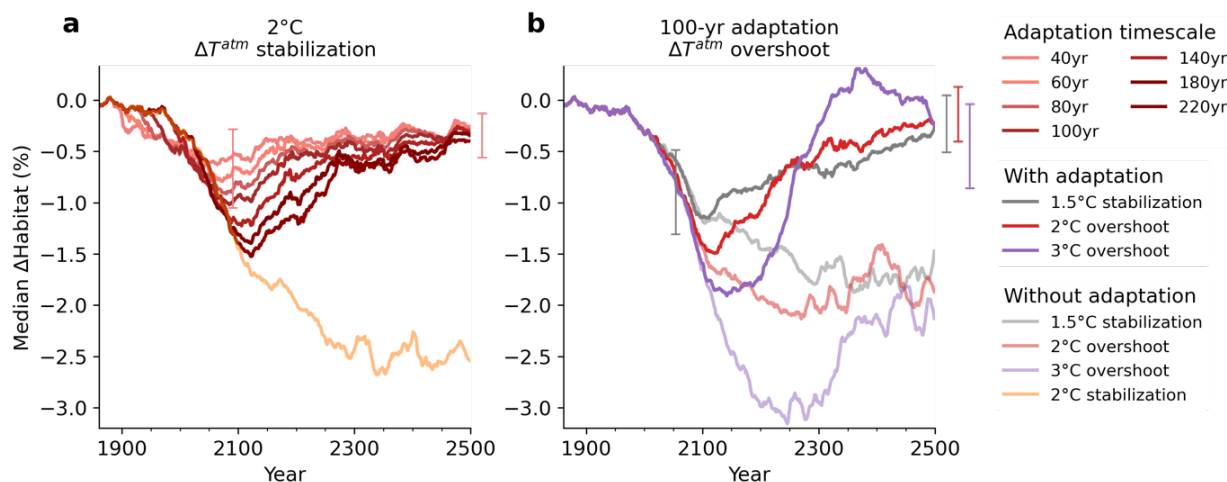 a
2°C
ΔT^atm stabilization
Median ΔHabitat (%)
0.0
−0.5
−1.0
−1.5
−2.0
−2.5
−3.0
1900 2100 2300 2500
Year
b
100-yr adaptation
ΔT^atm overshoot
0.0
−0.5
−1.0
−1.5
−2.0
−2.5
−3.0
1900 2100 2300 2500
Year
Adaptation timescale
40yr 140yr
60yr 180yr
80yr 220yr
100yr
With adaptation
1.5°C stabilization
2°C overshoot
3°C overshoot
Without adaptation
1.5°C stabilization
2°C overshoot
3°C overshoot
2°C stabilization